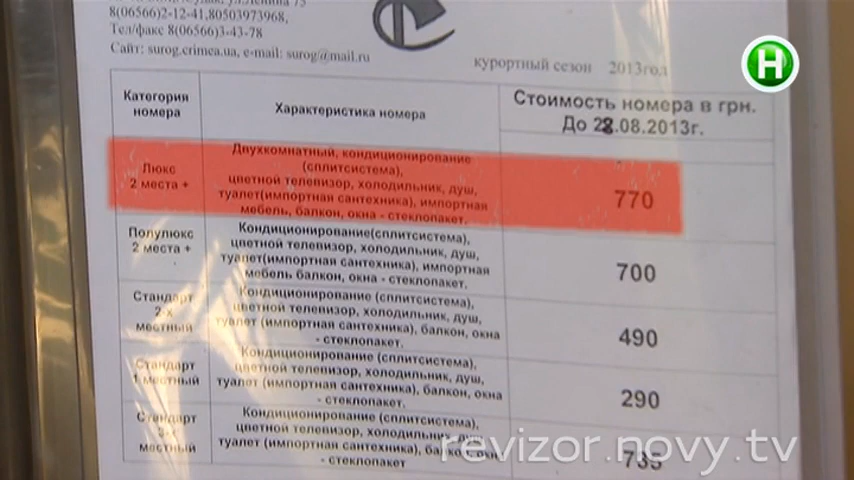 8(06566)2-12-41,80503973968,
Тел/факс 8(06566)3-43-78
Сайт: surog.crimea.ua, e-mail: surog@mail.ru
курортный сезон 2013год
Н
Категория
номера
Характеристика номера
Стоимость номера в грн.
До 28.08.2013г.
Люкс
2 места +
Двухкомнатный, кондиционирование
(сплитсистема),
цветной телевизор, холодильник, душ,
туалет(импортная сантехника), импортная
мебель, балкон, окна - стеклопакет.
770
Полулюкс
2 места +
Кондиционирование(сплитсистема),
цветной телевизор, холодильник, душ,
туалет(импортная сантехника), импортная
мебель балкон, окна - стеклопакет.
700
Стандарт
2-х
местный
Кондиционирование (сплитсистема),
цветной телевизор, холодильник, душ,
туалет (импортная сантехника), балкон, окна
- стеклопакет.
490
Стандарт
1 местный
Кондиционирование (сплитсистема),
цветной телевизор, холодильник, душ,
туалет (импортная сантехника), балкон, окна
- стеклопакет.
290
Стандарт
3-х
местный
Кондиционирование (сплитсистема),
цветной телевизор, холодильник, душ,
туалет (импортная сантехника), балкон, окна
- стеклопакет
735
revizor.novy.tv